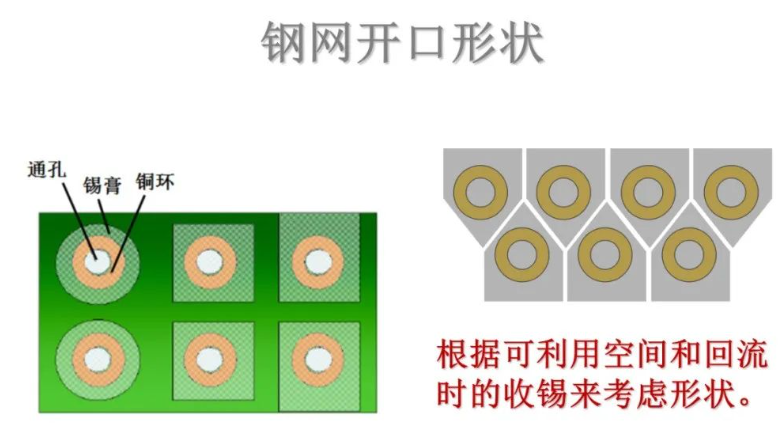 钢网开口形状
通孔
锡膏
铜环
根据可利用空间和回流
时的收锡来考虑形状。